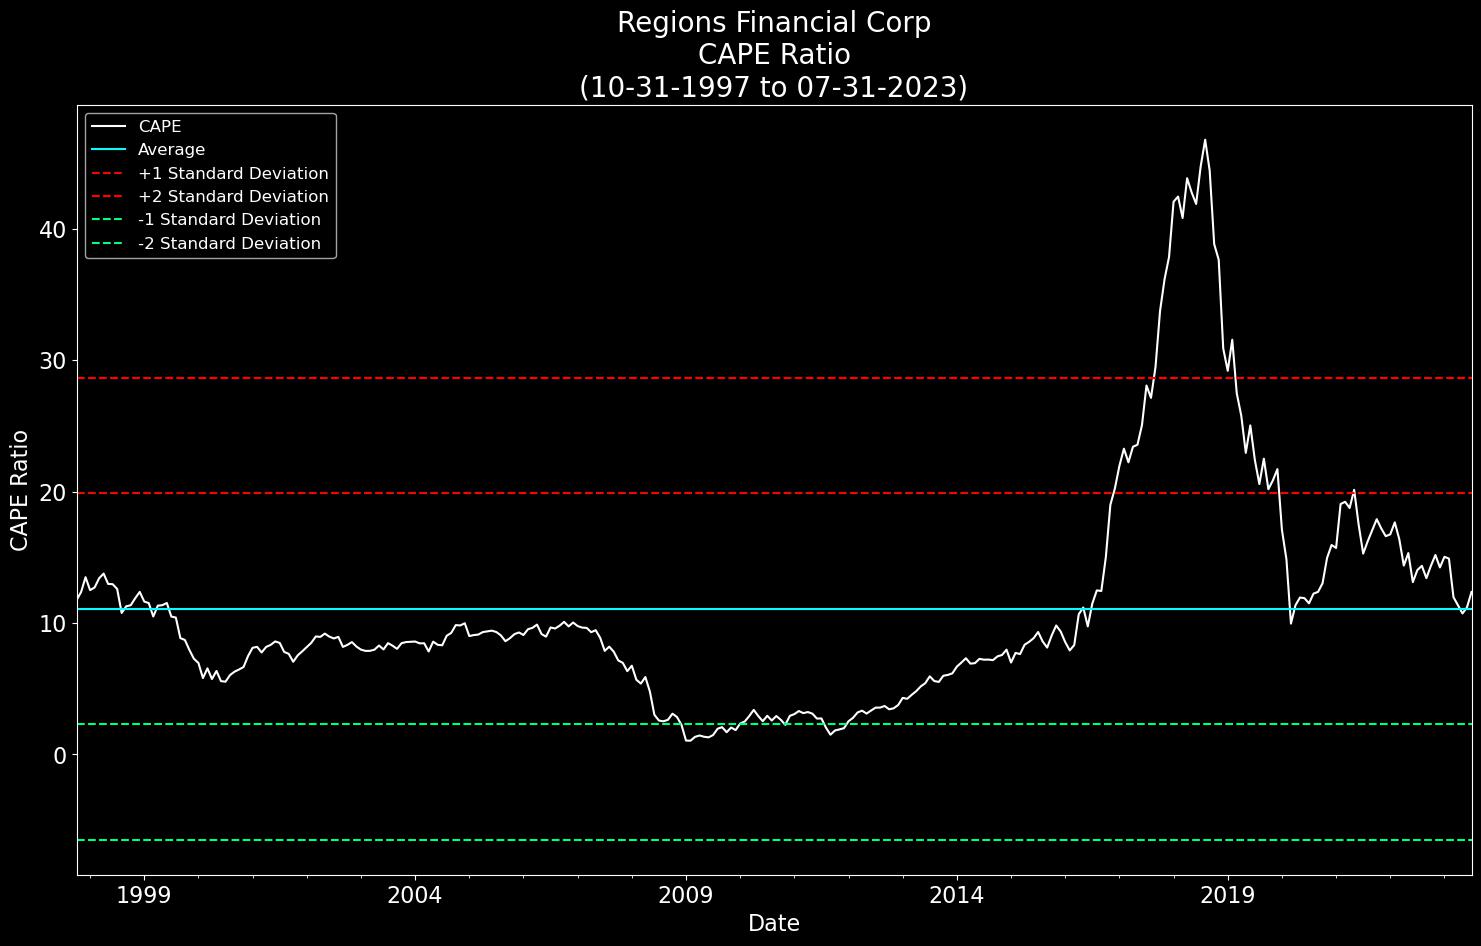 Regions Financial Corp
CAPE Ratio
(10-31-1997 to 07-31-2023)
CAPE
Average
+1 Standard Deviation
+2 Standard Deviation
-1 Standard Deviation
-2 Standard Deviation
CAPE Ratio
40
30
20
10
0
1999 2004 2009 2014 2019
Date